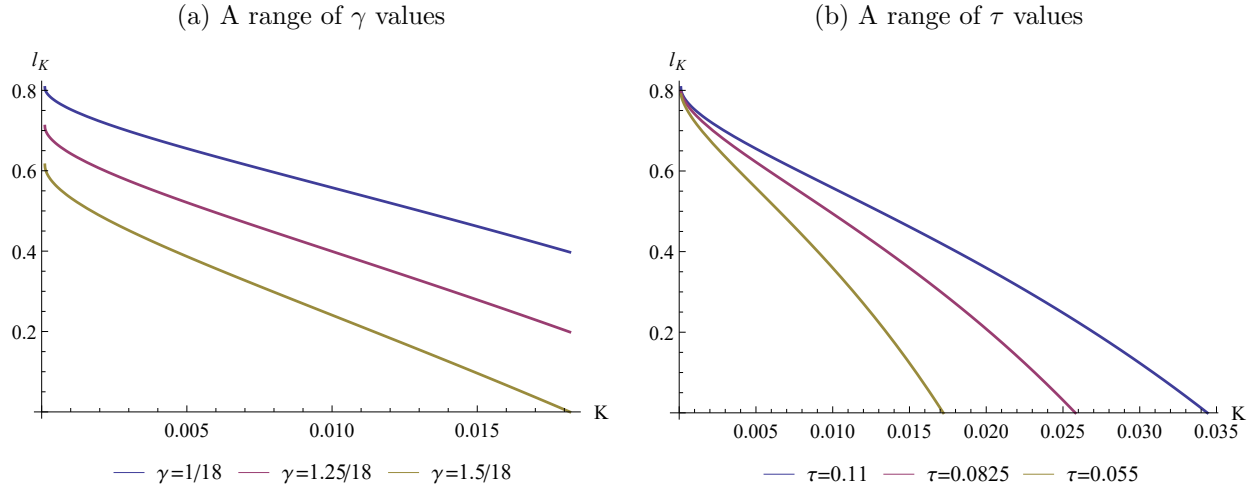 (a) A range of γ values
l_K
0.8
0.6
0.4
0.2
0.005 0.010 0.015 K
γ=1/18 γ=1.25/18 γ=1.5/18
(b) A range of τ values
l_K
0.8
0.6
0.4
0.2
0.005 0.010 0.015 0.020 0.025 0.030 0.035 K
τ=0.11 τ=0.0825 τ=0.055